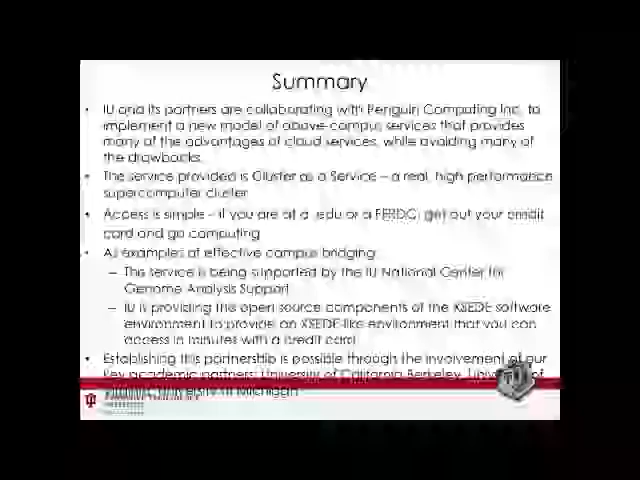 Summary
• IU and its partners are collaborating with Penguin Computing Inc. to
implement a new model of above-campus services that provides
many of the advantages of cloud services, while avoiding many of
the drawbacks.
• The service provided is Cluster as a Service – a real, high performance
supercomputer cluster
• Access is simple – if you are at a .edu or a FFRDC, get out your credit
card and go computing
• As examples of effective campus bridging:
– The service is being supported by the IU National Center for
Genome Analysis Support
– IU is providing the open source components of the XSEDE software
environment to provide an XSEDE-like environment that you can
access in minutes with a credit card
• Establishing this partnership is possible through the involvement of our
key academic partners: University of California Berkeley, University of
University of Michigan